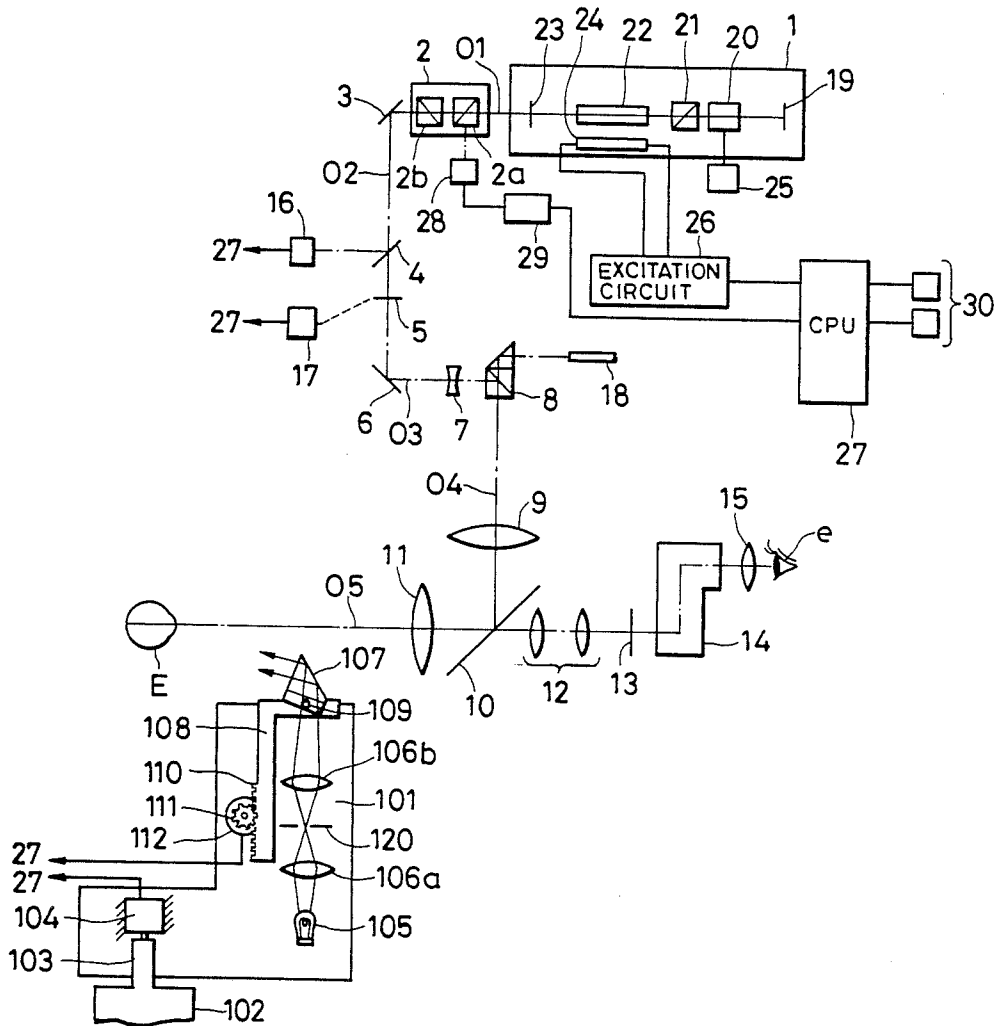 24 22 21 20 1
2 O1 23 19
3
2b 2a
O2 28 25
16 29 26
27 4
EXCITATION
CIRCUIT
CPU
30
27 5
17 18
6 O3 7 8 27
O4 9
15 e
11
O5
14
E 107 10 12 13
109
108
106b
110 101
111
112 120
27
27 106a
104 105
103
102